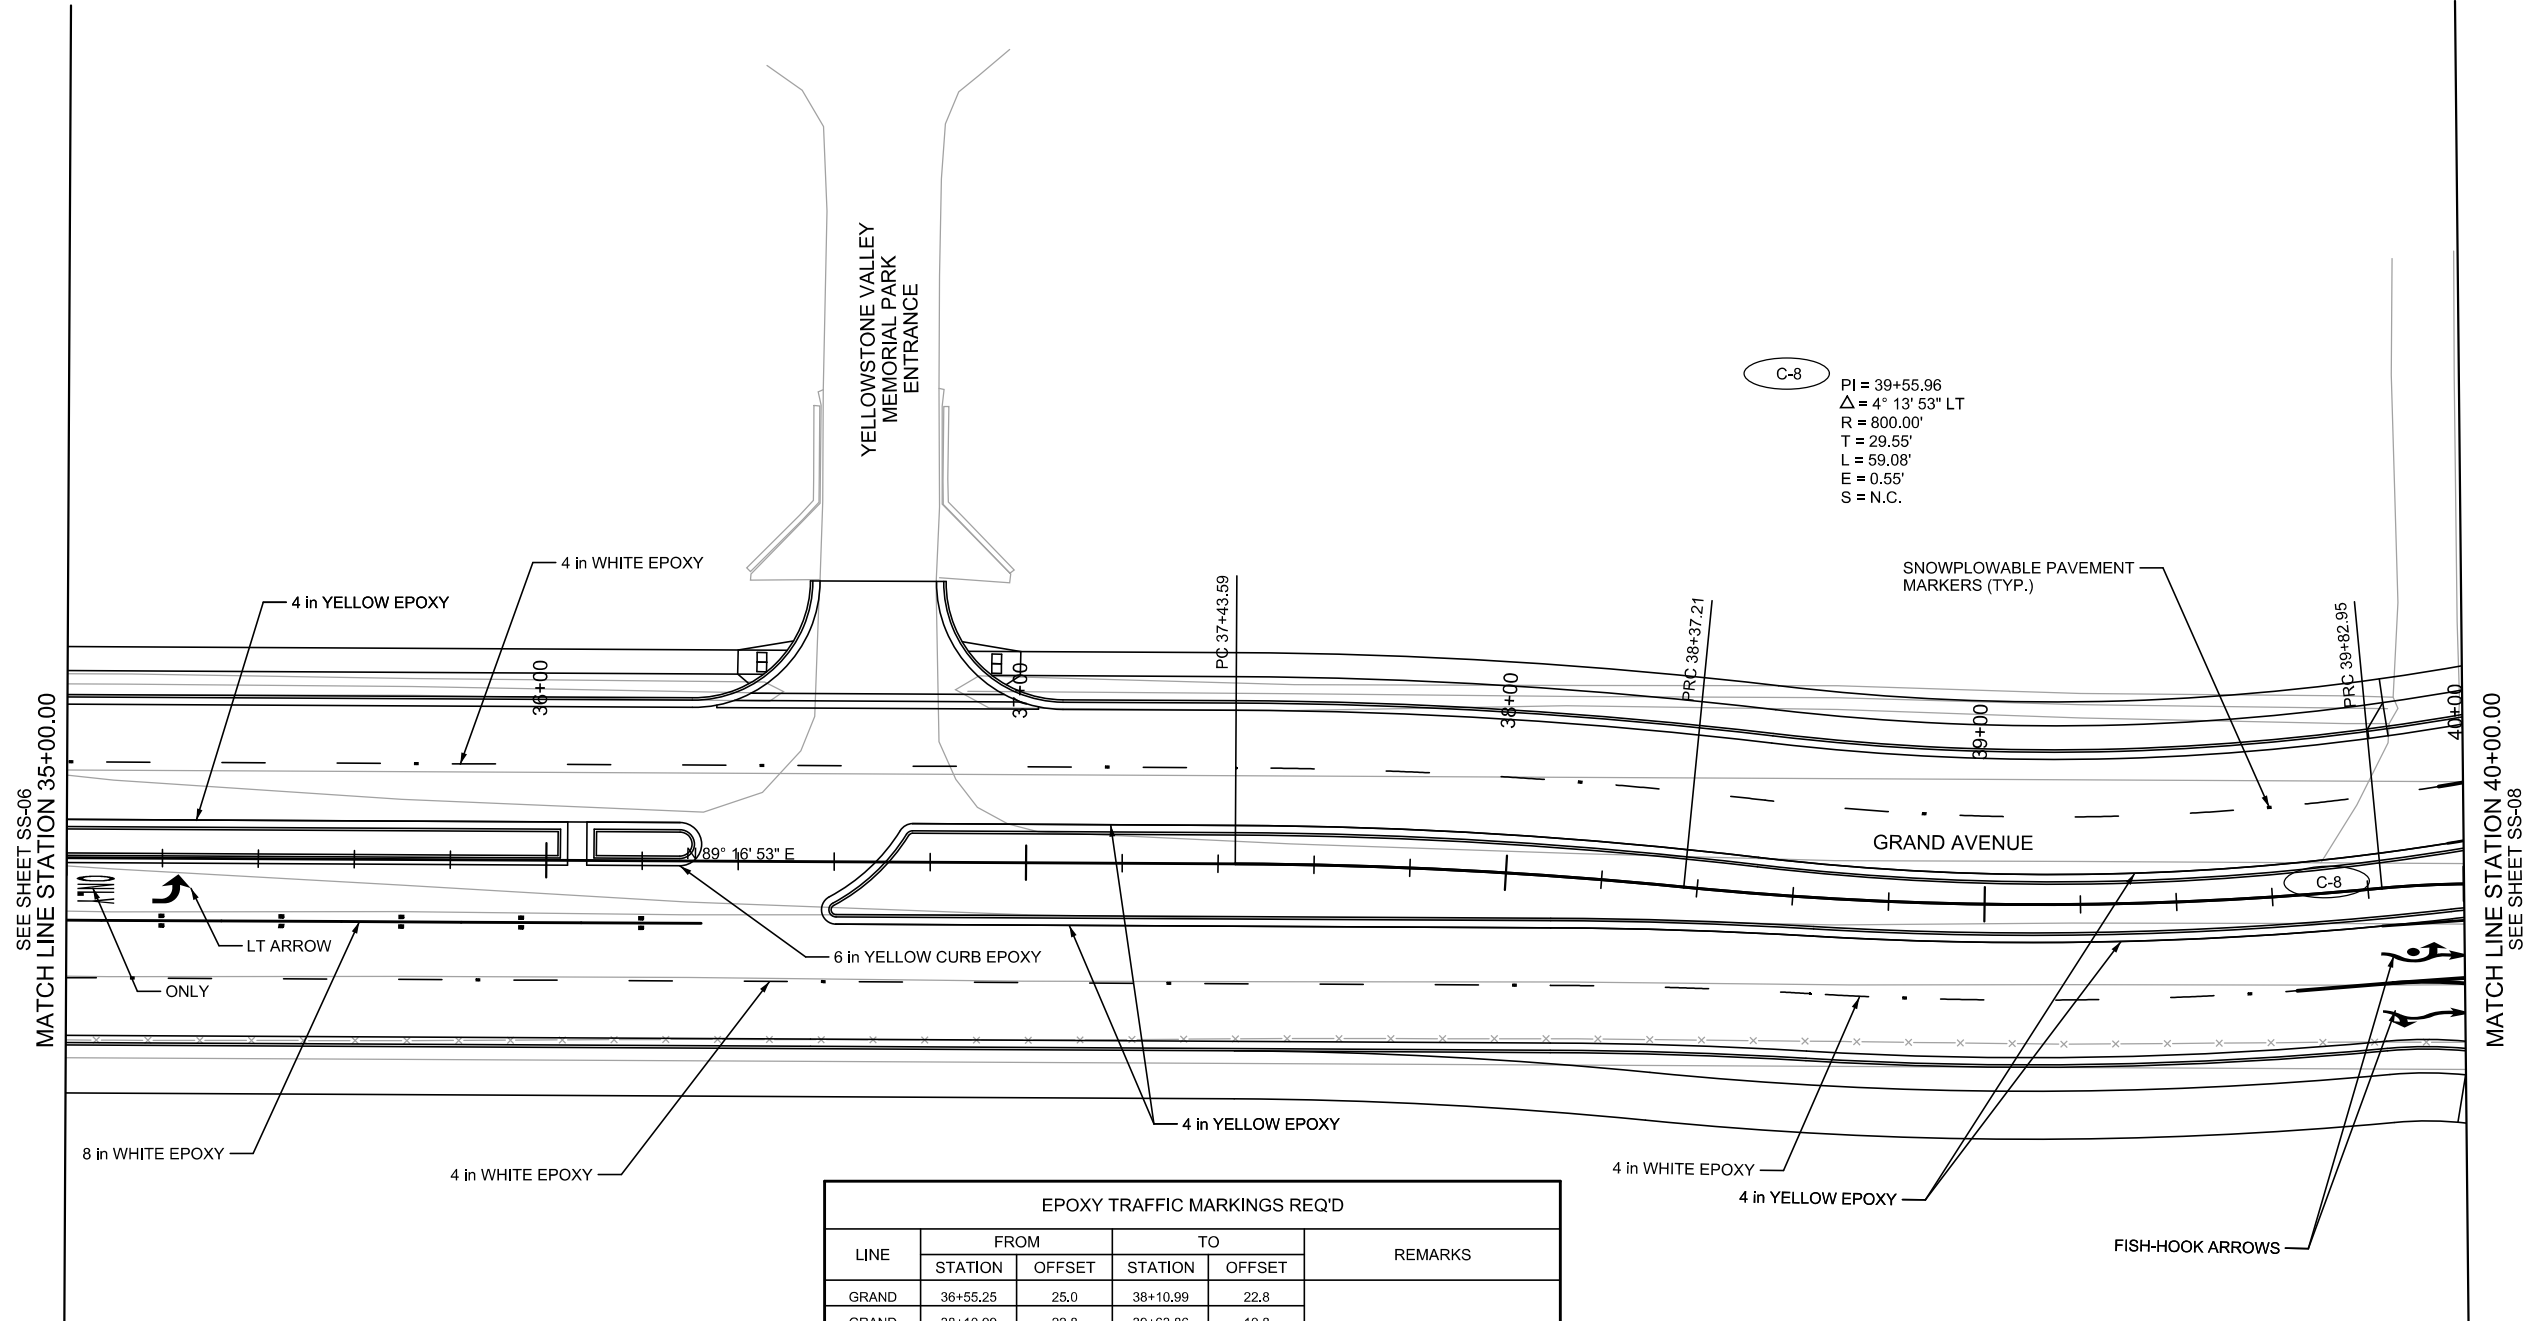 YELLOWSTONE VALLEY
MEMORIAL PARK
ENTRANCE
C-8
PI = 39+55.96
△ = 4° 13' 53" LT
R = 800.00'
T = 29.55'
L = 59.08'
E = 0.55'
S = N.C.
4 in WHITE EPOXY
4 in YELLOW EPOXY
SNOWPLOWABLE PAVEMENT
MARKERS (TYP.)
PC 37+43.59
PRC 38+37.21
PRC 39+82.95
36+00
37+00
38+00
39+00
40+00
SEE SHEET SS-06
MATCH LINE STATION 35+00.00
MATCH LINE STATION 40+00.00
SEE SHEET SS-08
GRAND AVENUE
N 89° 16' 53" E
C-8
ONLY
LT ARROW
ONLY
6 in YELLOW CURB EPOXY
4 in YELLOW EPOXY
8 in WHITE EPOXY
4 in WHITE EPOXY
4 in WHITE EPOXY
4 in YELLOW EPOXY
FISH-HOOK ARROWS
EPOXY TRAFFIC MARKINGS REQ'D
LINE FROM TO REMARKS
STATION OFFSET STATION OFFSET
GRAND 36+55.25 25.0 38+10.99 22.8